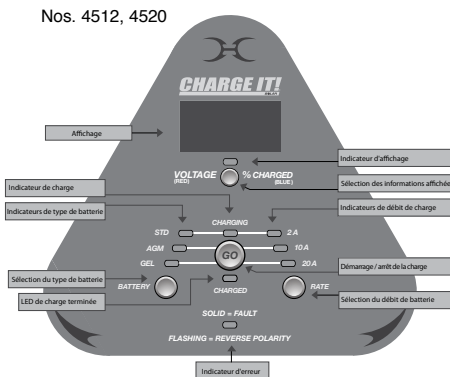 Nos. 4512, 4520
CHARGE IT!
Affichage
Indicateur d'affichage
VOLTAGE % CHARGED
(RED) (BLUE)
Sélection des informations affichée
Indicateur de charge
Indicateurs de type de batterie
Indicateurs de débit de charge
CHARGING
STD 2 A
AGM GO 10 A
GEL 20 A
Démarage / arrêt de la charge
Sélection du type de batterie
BATTERY RATE
LED de charge terminée
CHARGED
Sélection du débit de batterie
SOLID = FAULT
FLASHING = REVERSE POLARITY
Indicateur d'erreur